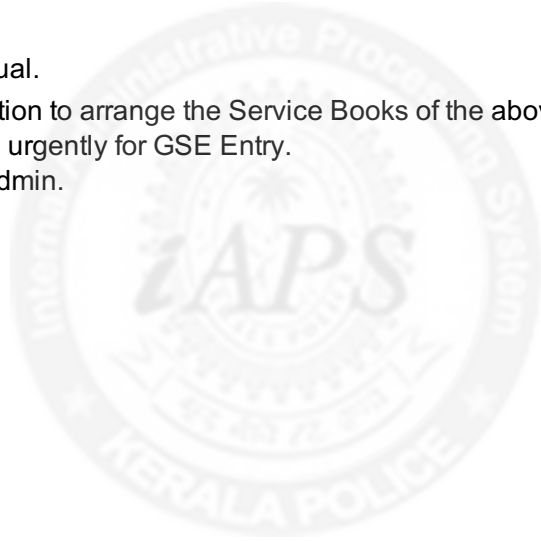 ual.
tion to arrange the Service Books of the abov
urgently for GSE Entry.
dmin.
Internal Administrative Processing System
iAPS
KERALA POLICE